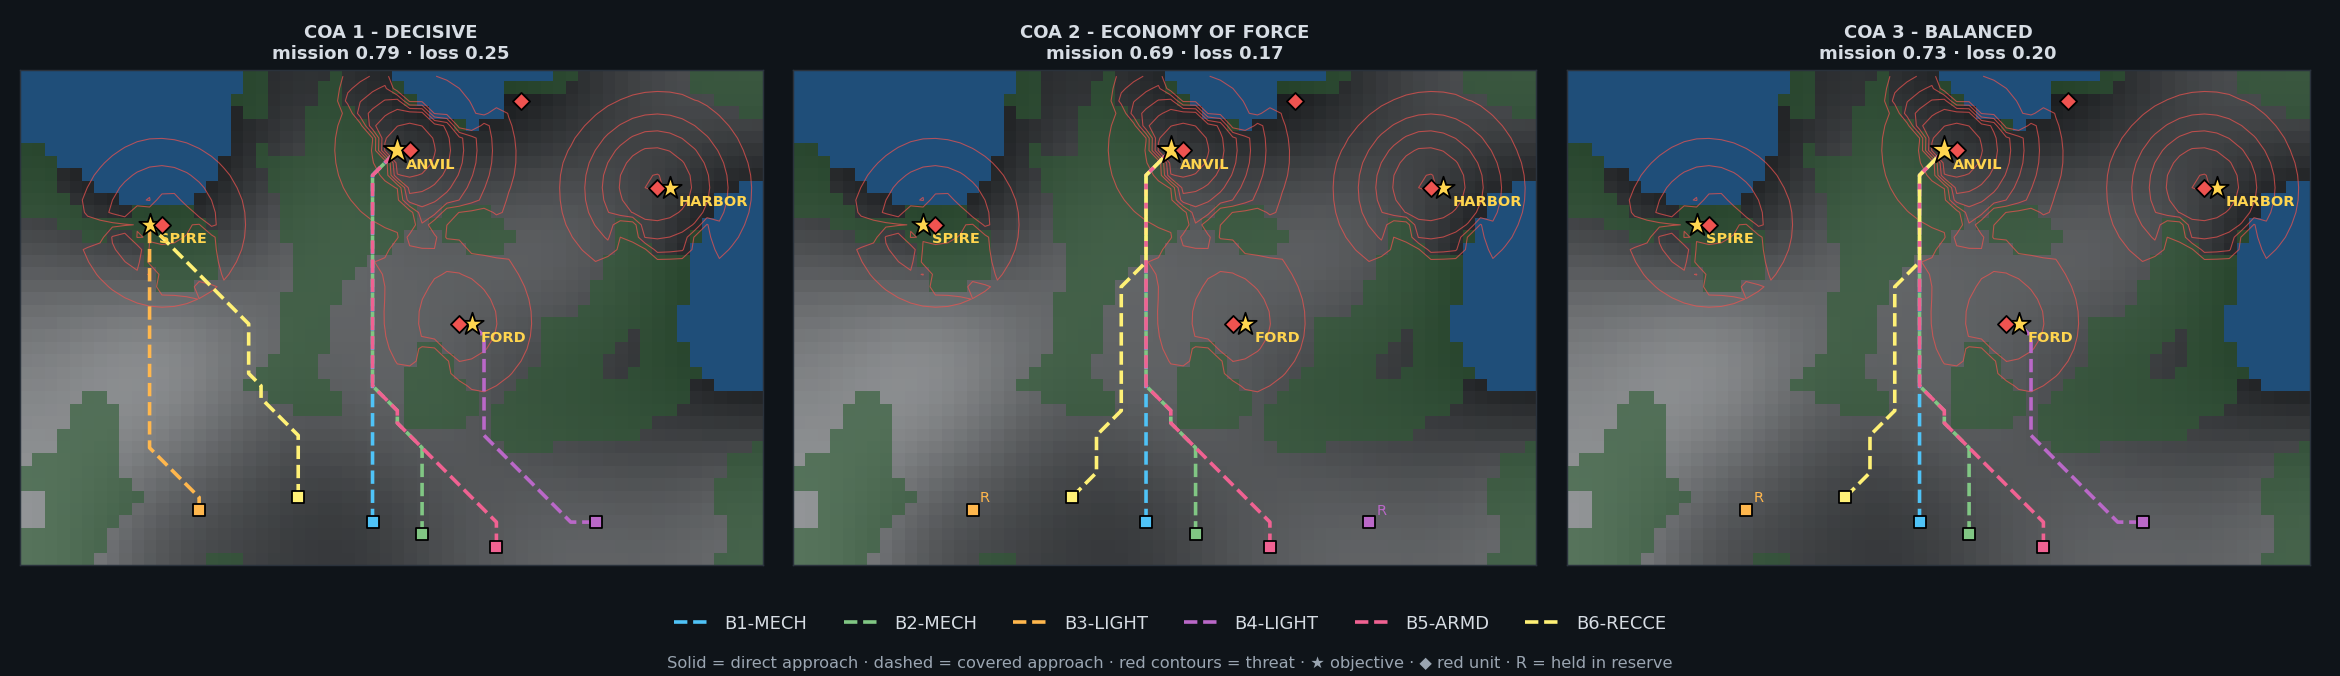 COA 1 - DECISIVE
mission 0.79 · loss 0.25
COA 2 - ECONOMY OF FORCE
mission 0.69 · loss 0.17
COA 3 - BALANCED
mission 0.73 · loss 0.20
ANVIL
HARBOR
SPIRE
FORD
ANVIL
HARBOR
SPIRE
FORD
R
R
ANVIL
HARBOR
SPIRE
FORD
R
B1-MECH
B2-MECH
B3-LIGHT
B4-LIGHT
B5-ARMD
B6-RECCE
Solid = direct approach · dashed = covered approach · red contours = threat · ★ objective · ◆ red unit · R = held in reserve